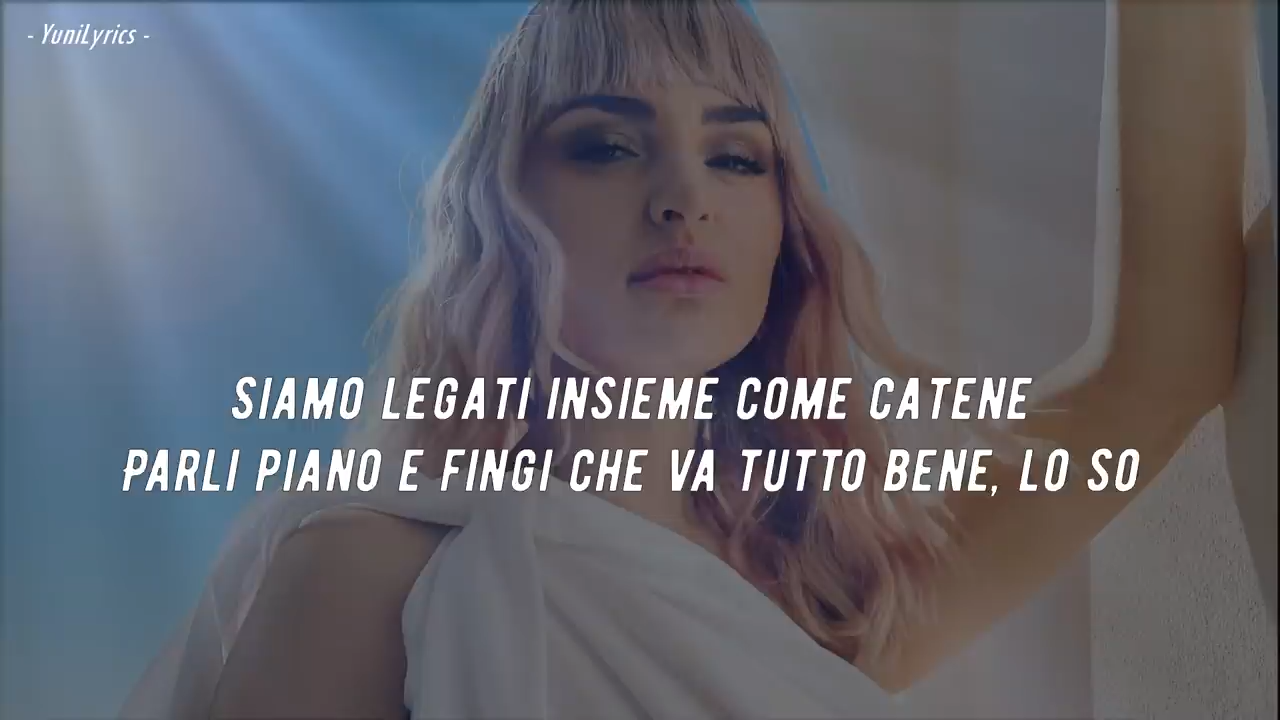 - YuniLyrics -
SIAMO LEGATI INSIEME COME CATENE
PARLI PIANO E FINGI CHE VA TUTTO BENE, LO SO